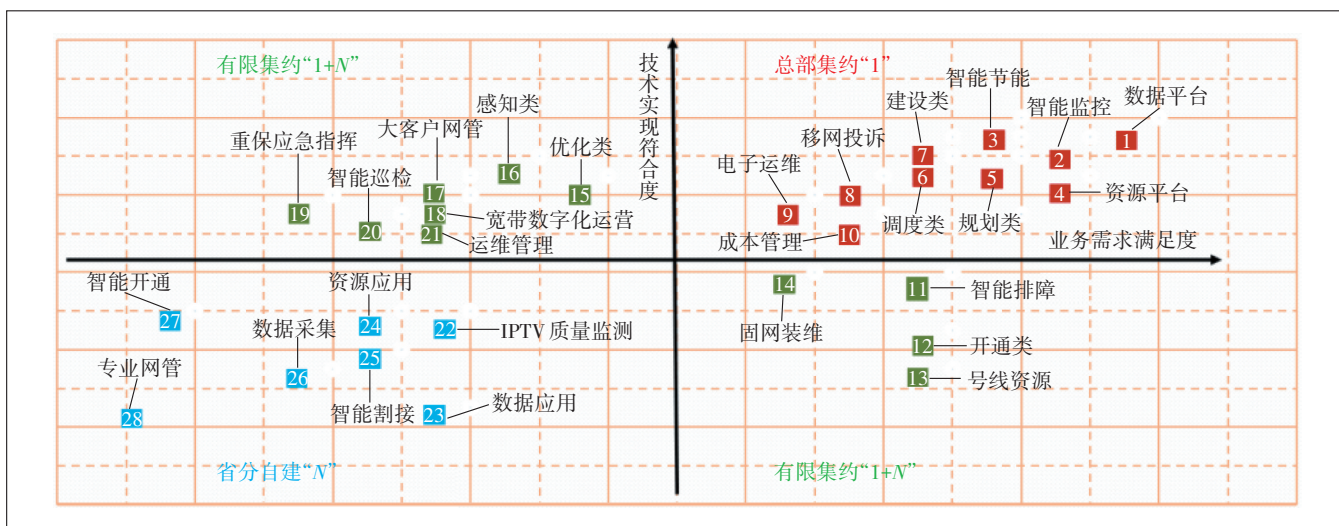 有限集约“1+N”
技术实现符合度
总部集约“1”
感知类
大客户网管
重保应急指挥
优化类
智能巡检
16
17
15
19
18
宽带数字化运营
20
21
运维管理
智能节能
建设类
智能监控
数据平台
移网投诉
3
1
电子运维
7
2
6
5
8
4
资源平台
9
调度类
规划类
成本管理
10
业务需求满足度
智能开通
资源应用
27
数据采集
24
22
IPTV质量监测
专业网管
25
26
28
智能割接
23
数据应用
省分自建“N”
14
11
智能排障
固网装维
12
开通类
13
号线资源
有限集约“1+N”